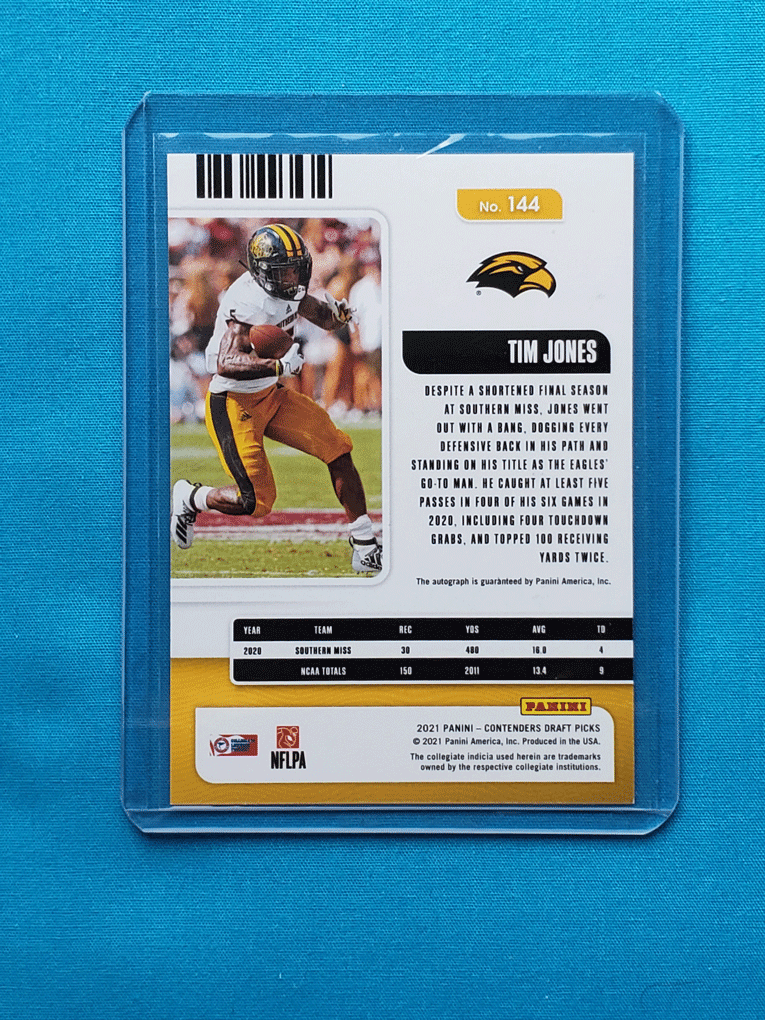 No. 144
®
TIM JONES
DESPITE A SHORTENED FINAL SEASON
AT SOUTHERN MISS, JONES WENT
OUT WITH A BANG, DOGGING EVERY
DEFENSIVE BACK IN HIS PATH AND
STANDING ON HIS TITLE AS THE EAGLES'
GO-TO MAN. HE CAUGHT AT LEAST FIVE
PASSES IN FOUR OF HIS SIX GAMES IN
2020, INCLUDING FOUR TOUCHDOWN
GRABS, AND TOPPED 100 RECEIVING
YARDS TWICE.
The autograph is guaranteed by Panini America, Inc.
YEAR TEAM REC YDS AVG TD
2020 SOUTHERN MISS 30 480 16.0 4
NCAA TOTALS 150 2011 13.4 9
PANINI
2021 PANINI – CONTENDERS DRAFT PICKS
© 2021 Panini America, Inc. Produced in the USA.
The collegiate indicia used herein are trademarks
owned by the respective collegiate institutions.
NFLPA